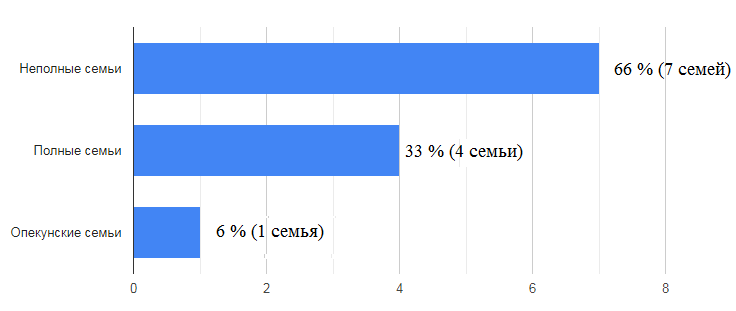 Неполные семьи 66 % (7 семей)
Полные семьи 33 % (4 семьи)
Опекунские семьи 6 % (1 семья)
0 2 4 6 8